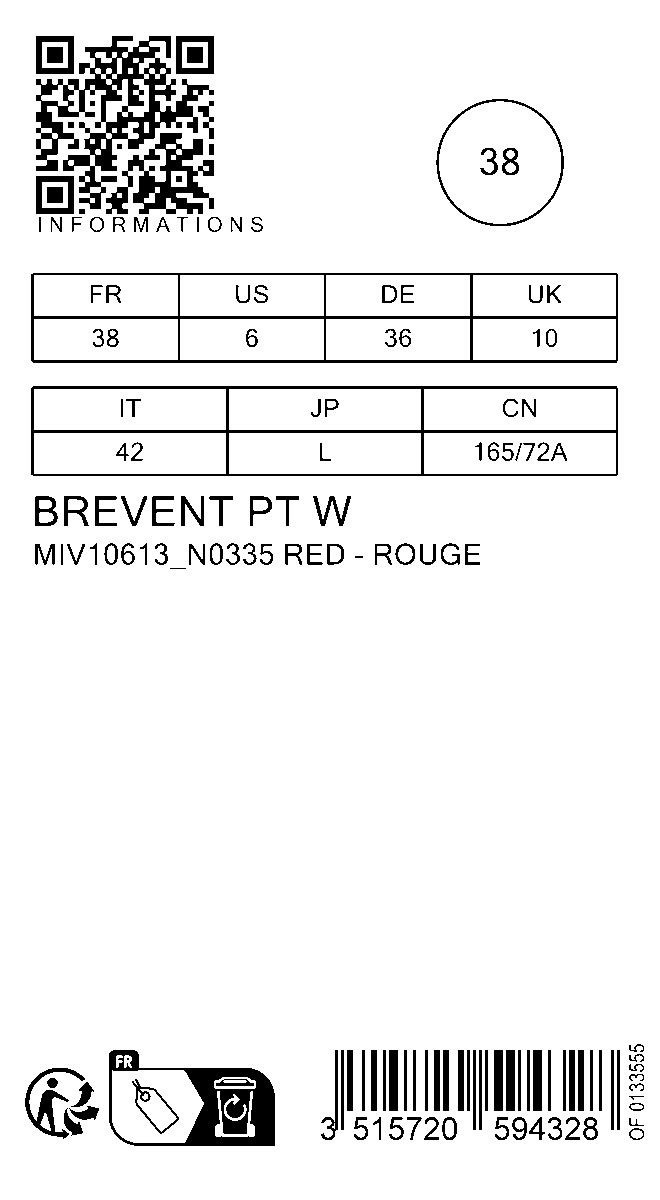 INFORMATIONS
38
FR US DE UK
38 6 36 10
IT JP CN
42 L 165/72A
BREVENT PT W
MIV10613_N0335 RED - ROUGE
FR
3 515720 594328
OF 0133555